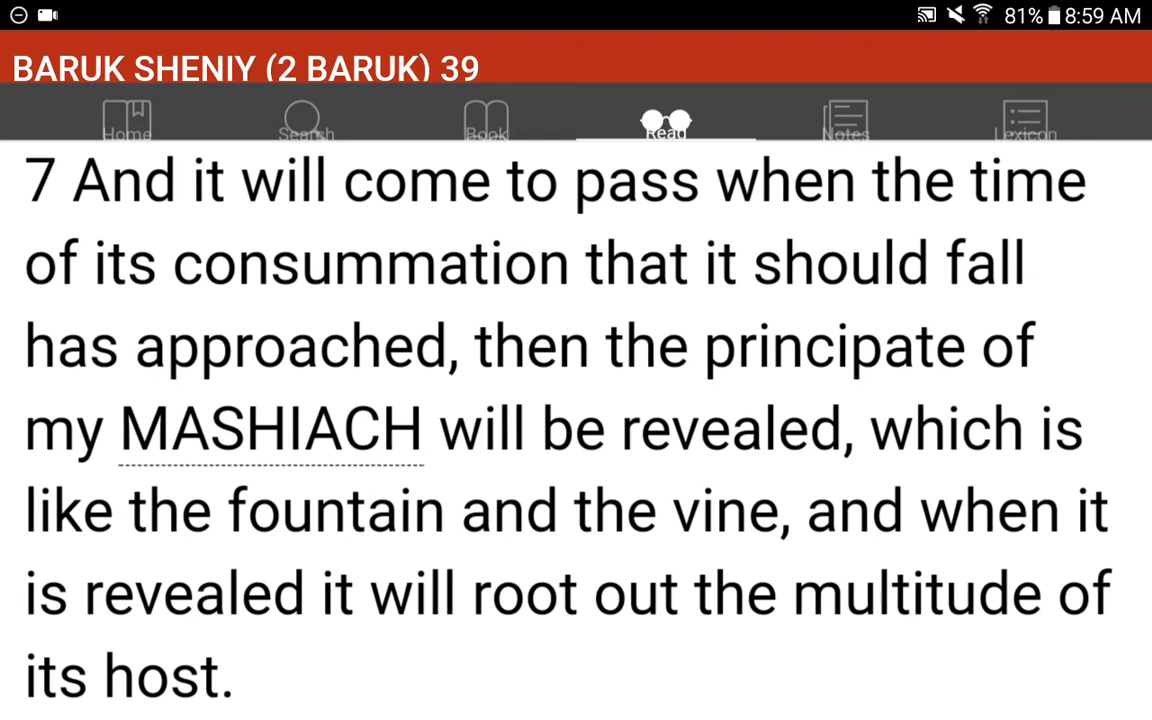 81% 8:59 AM
BARUK SHENIY (2 BARUK) 39
Home Search Book Read Notes Lexicon
7 And it will come to pass when the time
of its consummation that it should fall
has approached, then the principate of
my MASHIACH will be revealed, which is
like the fountain and the vine, and when it
is revealed it will root out the multitude of
its host.